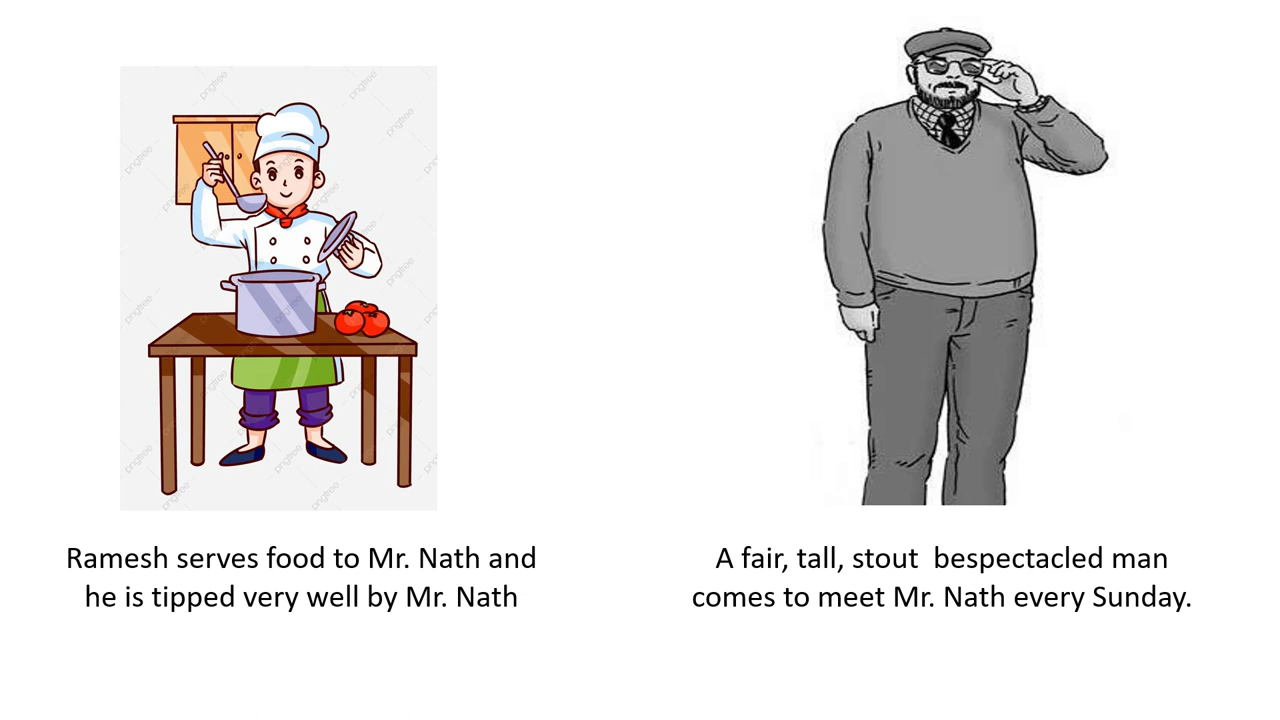 Ramesh serves food to Mr. Nath and
he is tipped very well by Mr. Nath
A fair, tall, stout  bespectacled man
comes to meet Mr. Nath every Sunday.
pngtree